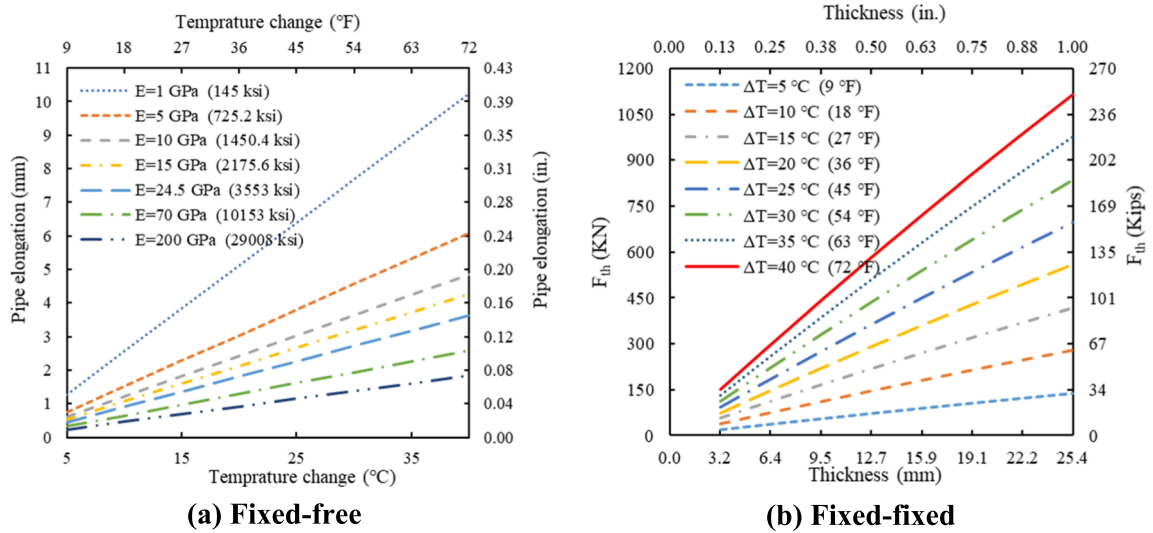 Temprature change (°F)
9 18 27 36 45 54 63 72
11 10 9 8 7 6 5 4 3 2 1 0
Pipe elongation (mm)
E=1 GPa (145 ksi)
E=5 GPa (725.2 ksi)
E=10 GPa (1450.4 ksi)
E=15 GPa (2175.6 ksi)
E=24.5 GPa (3553 ksi)
E=70 GPa (10153 ksi)
E=200 GPa (29008 ksi)
0.43 0.39 0.35 0.31 0.27 0.24 0.20 0.16 0.12 0.08 0.04 0.00
Pipe elongation (in.)
5 15 25 35
Temprature change (°C)
(a) Fixed-free
Thickness (in.)
0.00 0.13 0.25 0.38 0.50 0.63 0.75 0.88 1.00
1200 1050 900 750 600 450 300 150 0
Fth (KN)
ΔT=5 °C (9 °F)
ΔT=10 °C (18 °F)
ΔT=15 °C (27 °F)
ΔT=20 °C (36 °F)
ΔT=25 °C (45 °F)
ΔT=30 °C (54 °F)
ΔT=35 °C (63 °F)
ΔT=40 °C (72 °F)
270 236 202 169 135 101 67 34 0
Fth (Kips)
0.0 3.2 6.4 9.5 12.7 15.9 19.1 22.2 25.4
Thickness (mm)
(b) Fixed-fixed